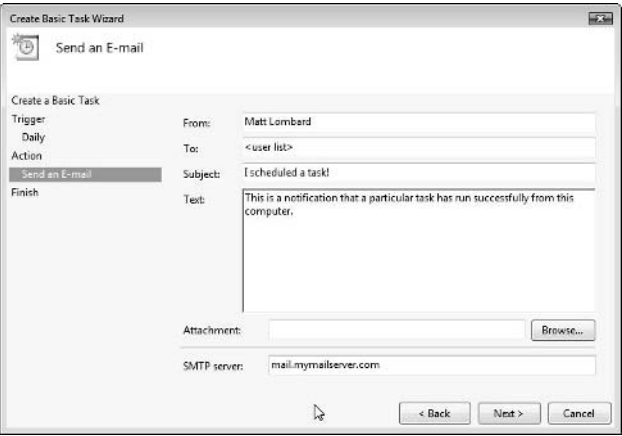 Create Basic Task Wizard
Send an E-mail
Create a Basic Task
Trigger
Daily
Action
Send an E-mail
Finish
From: Matt Lombard
To: <user list>
Subject: I scheduled a task!
Text: This is a notification that a particular task has run successfully from this
computer.
Attachment: Browse...
SMTP server: mail.mymailserver.com
< Back Next > Cancel